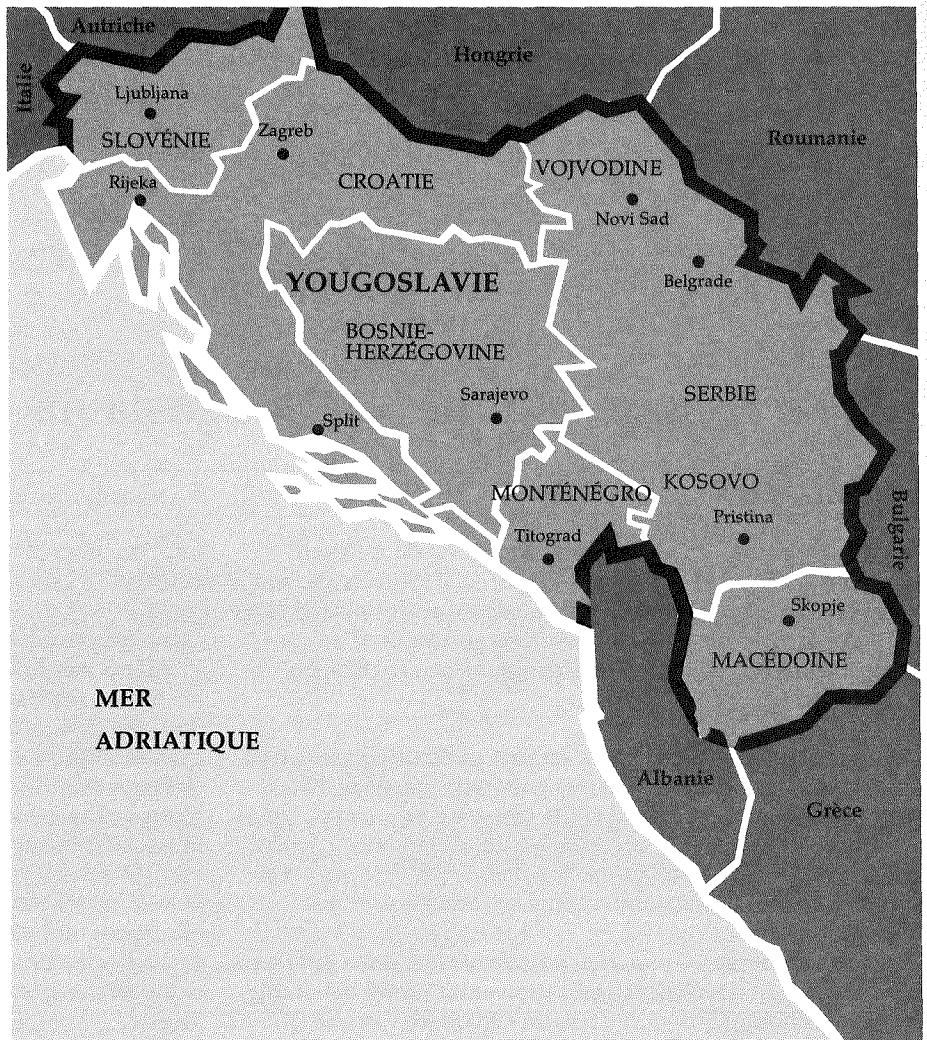 Autriche
Hongrie
Italie
Ljubljana
SLOVÉNIE
Zagreb
Roumanie
VOJVODINE
CROATIE
Rijeka
Novi Sad
YOUGOSLAVIE
Belgrade
BOSNIE-
HERZÉGOVINE
Sarajevo
SERBIE
Split
KOSOVO
MONTÉNÉGRO
Pristina
Bulgarie
Titograd
Skopje
MACÉDOINE
MER
ADRIATIQUE
Albanie
Grèce